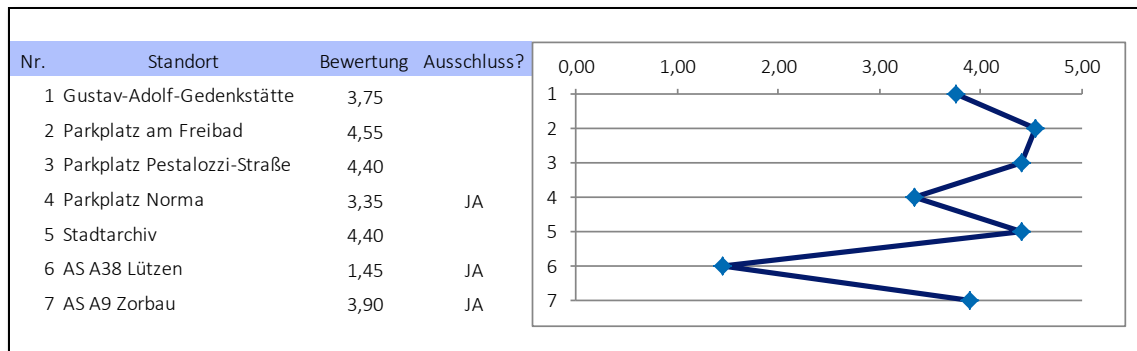 Nr. Standort Bewertung Ausschluss?
1 Gustav-Adolf-Gedenkstätte 3,75
2 Parkplatz am Freibad 4,55
3 Parkplatz Pestalozzi-Straße 4,40
4 Parkplatz Norma 3,35 JA
5 Stadtarchiv 4,40
6 AS A38 Lützen 1,45 JA
7 AS A9 Zorbau 3,90 JA
0,00 1,00 2,00 3,00 4,00 5,00
1
2
3
4
5
6
7